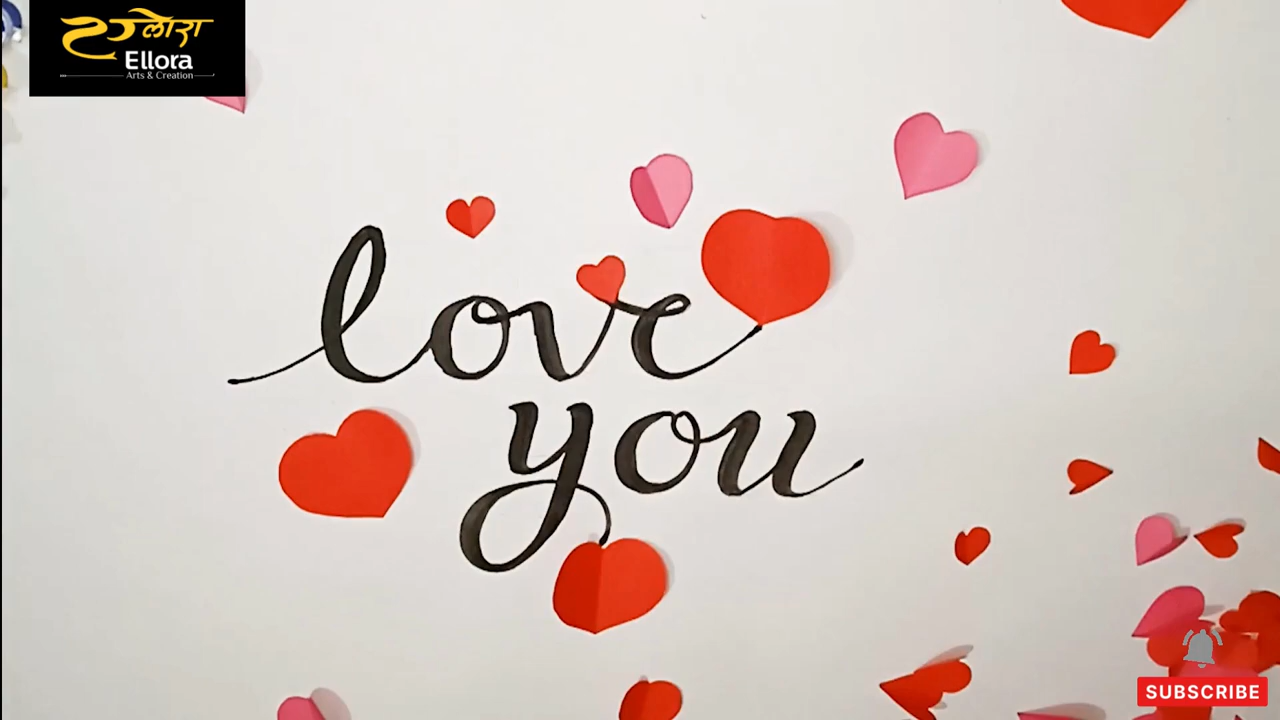 एलोरा
Ellora
Arts & Creation
love
you
SUBSCRIBE